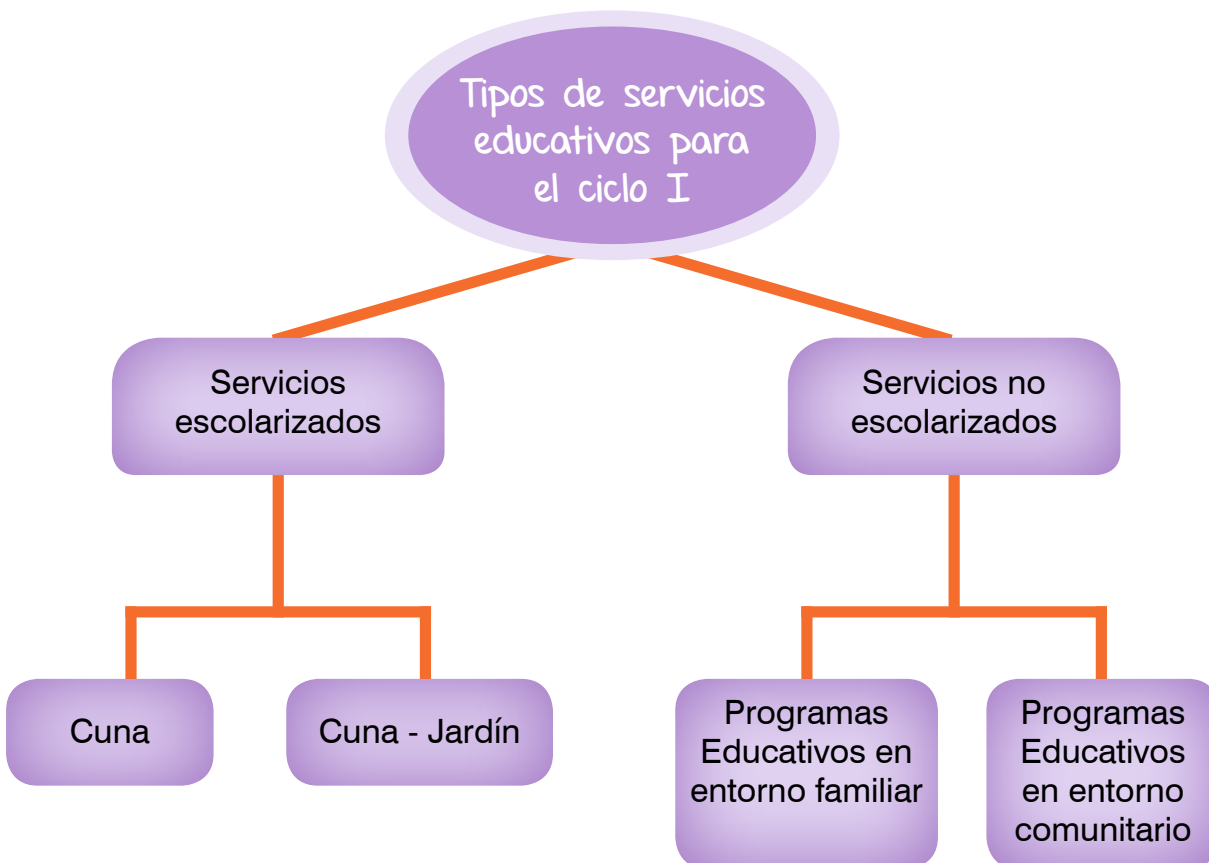 Tipos de servicios
educativos para
el ciclo I
Servicios
escolarizados
Servicios no
escolarizados
Cuna
Cuna - Jardín
Programas
Educativos en
entorno familiar
Programas
Educativos
en entorno
comunitario